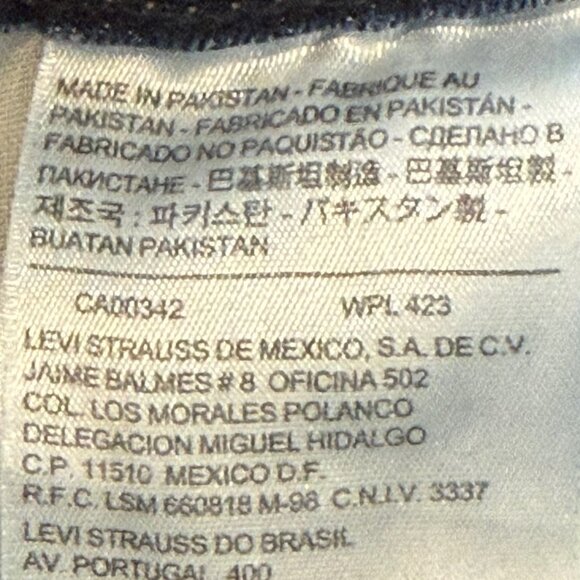 MADE IN PAKISTAN - FABRIQUE AU
PAKISTAN - FABRICADO EN PAKISTÁN -
FABRICADO NO PAQUISTÃO - СДЕЛАНО В
ПАКИСТАНЕ - 巴基斯坦制造 - 巴基斯坦製 -
제조국 : 파키스탄 - パキスタン製 -
BUATAN PAKISTAN
CA00342 WPL 423
LEVI STRAUSS DE MEXICO, S.A. DE C.V.
JAIME BALMES # 8 OFICINA 502
COL. LOS MORALES POLANCO
DELEGACION MIGUEL HIDALGO
C.P. 11510 MEXICO D.F.
R.F.C. LSM 660818 M-98 C.N.I.V. 3337
LEVI STRAUSS DO BRASIL
AV. PORTUGAL, 400